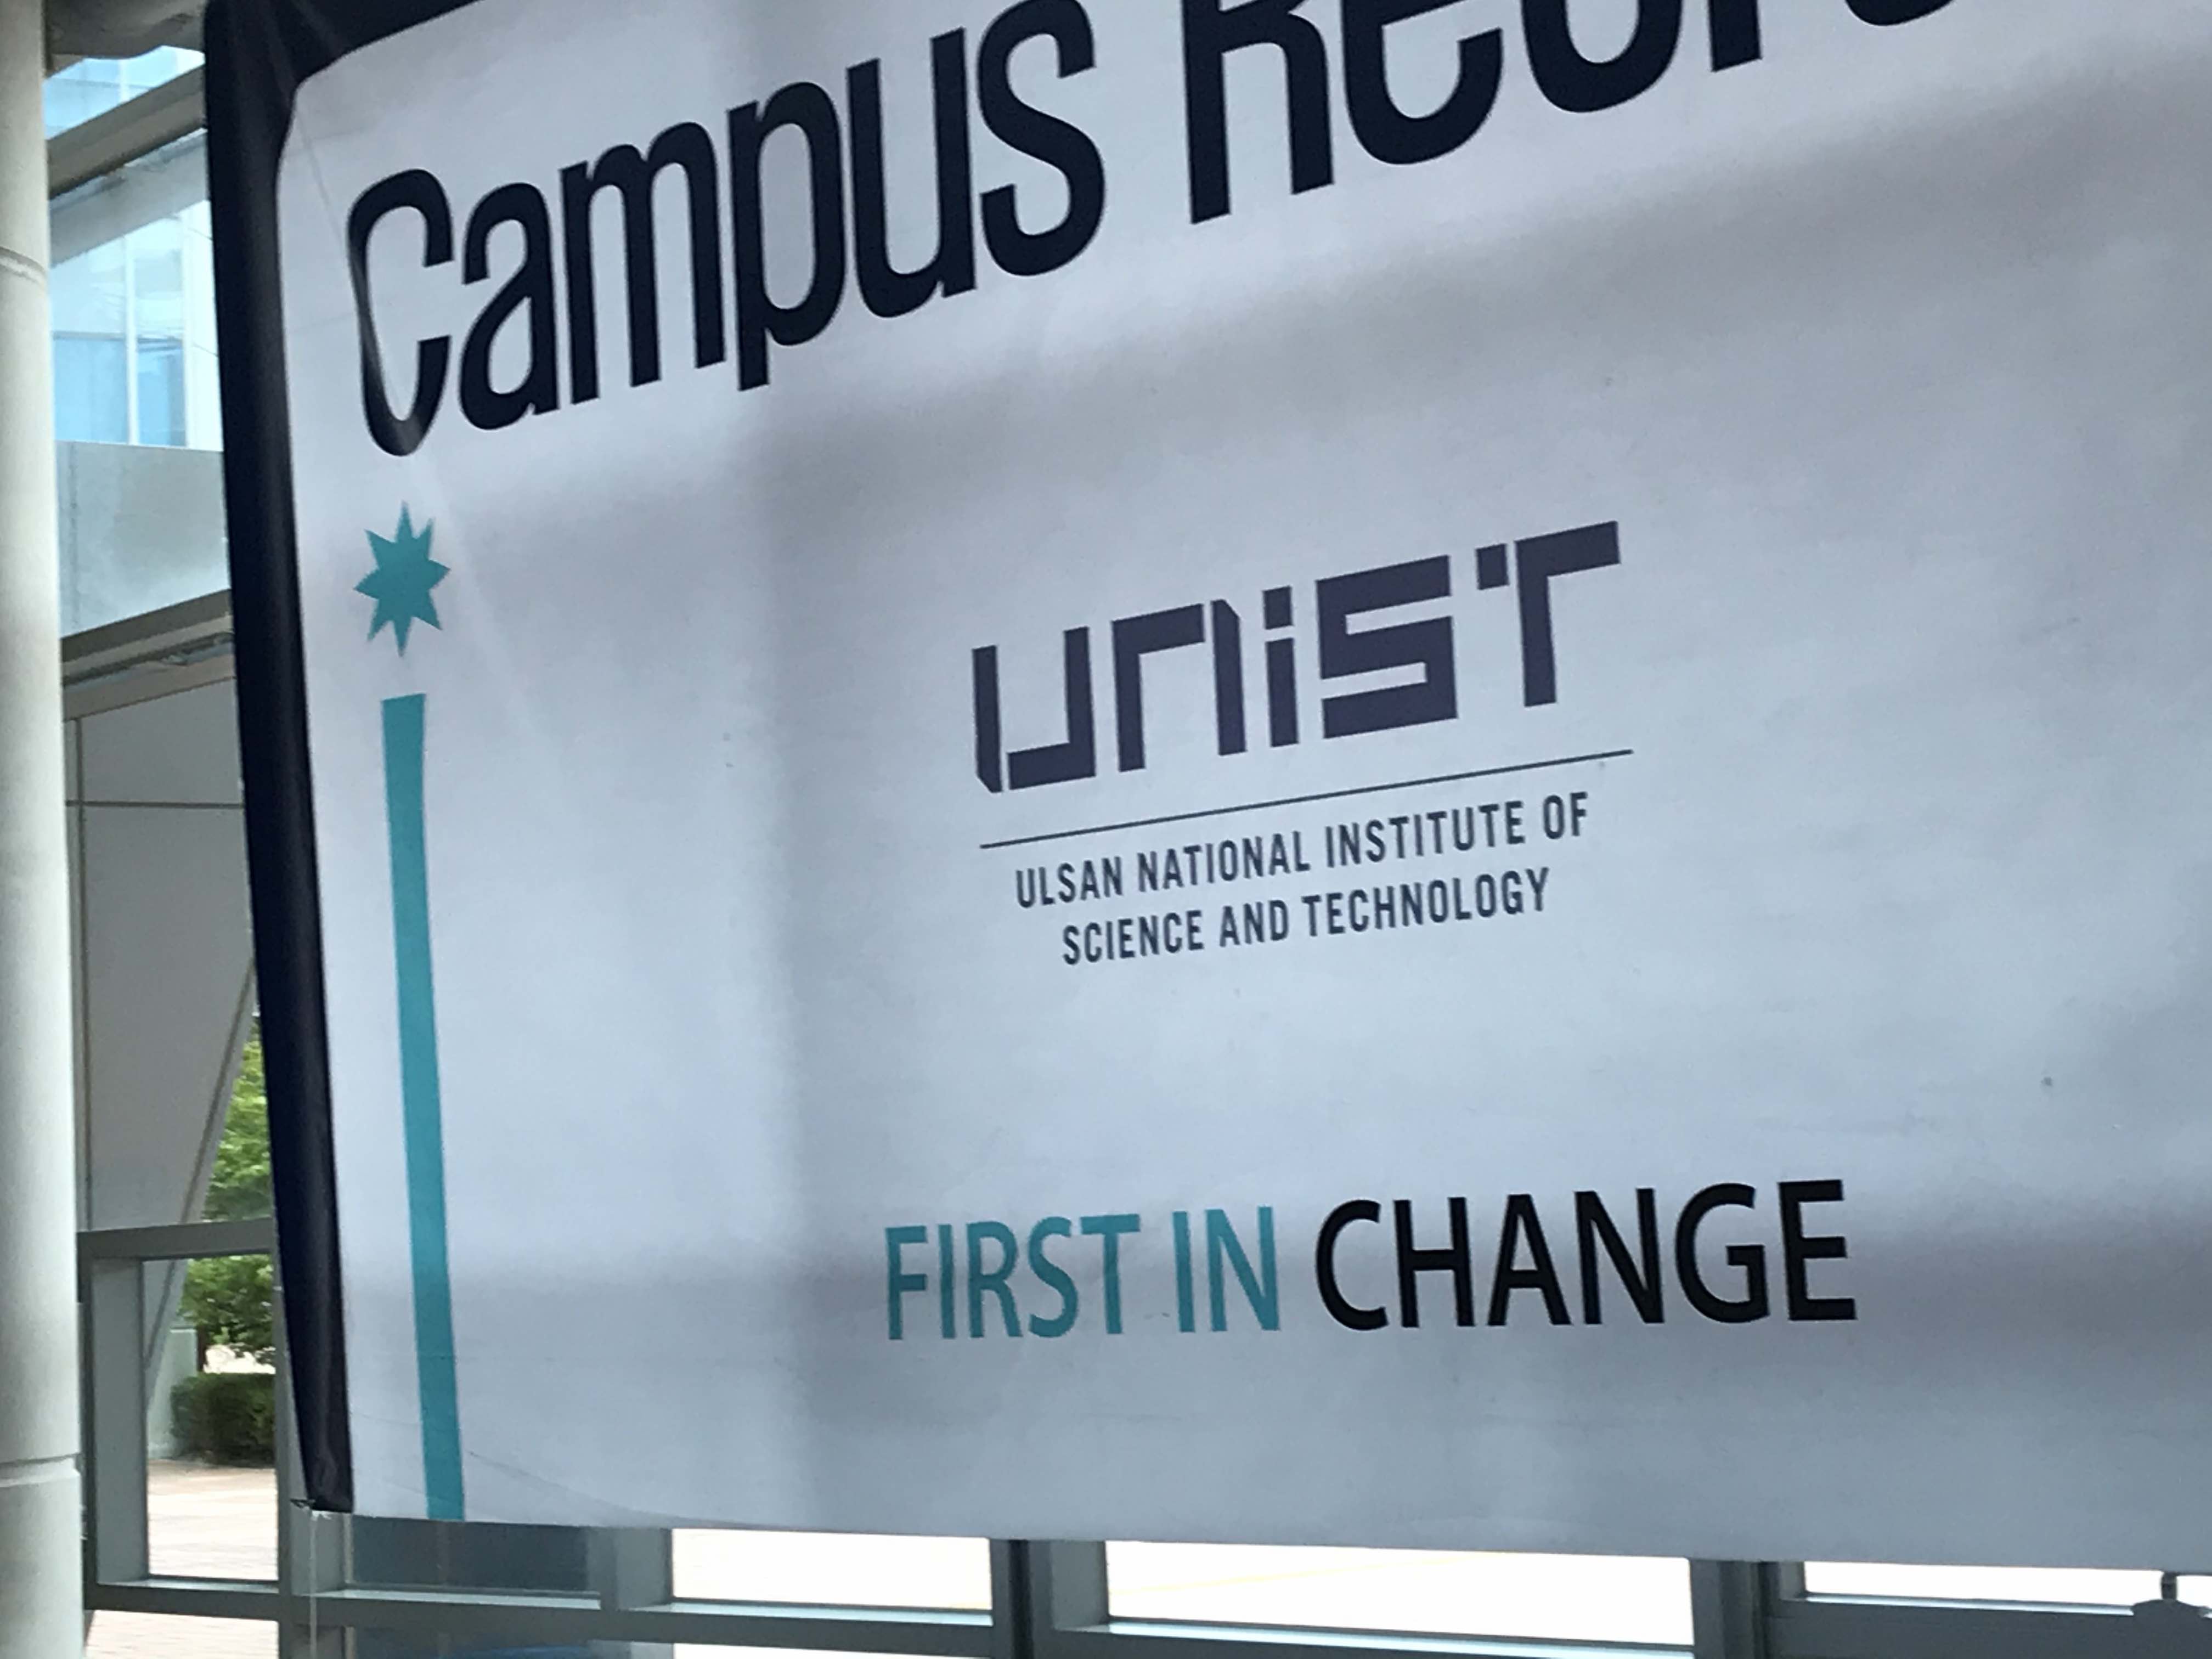 Campus
UNIST
ULSAN NATIONAL INSTITUTE OF
SCIENCE AND TECHNOLOGY
FIRST IN CHANGE